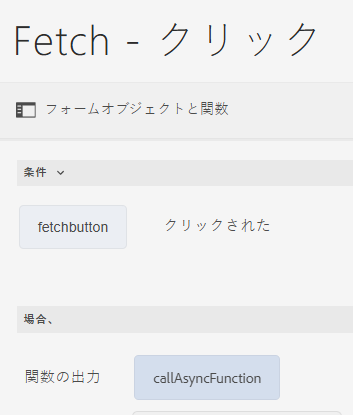 Fetch - クリック
フォームオブジェクトと関数
条件
fetchbutton クリックされた
場合、
関数の出力 callAsyncFunction